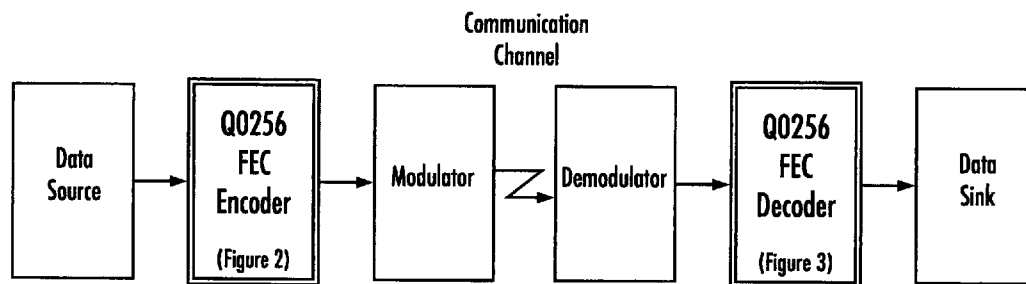 Communication
Channel
Data
Source
Q0256
FEC
Encoder
(Figure 2)
Modulator
Demodulator
Q0256
FEC
Decoder
(Figure 3)
Data
Sink